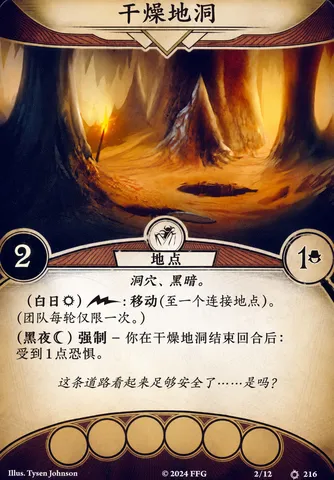 干燥地洞
2
1
地点
洞穴、黑暗。
(白日):移动(至一个连接地点)。
(团队每轮仅限一次。)
(黑夜) 强制 – 你在干燥地洞结束回合后:
受到1点恐惧。
这条道路看起来足够安全了……是吗?
Illus. Tysen Johnson © 2024 FFG 2/12 216